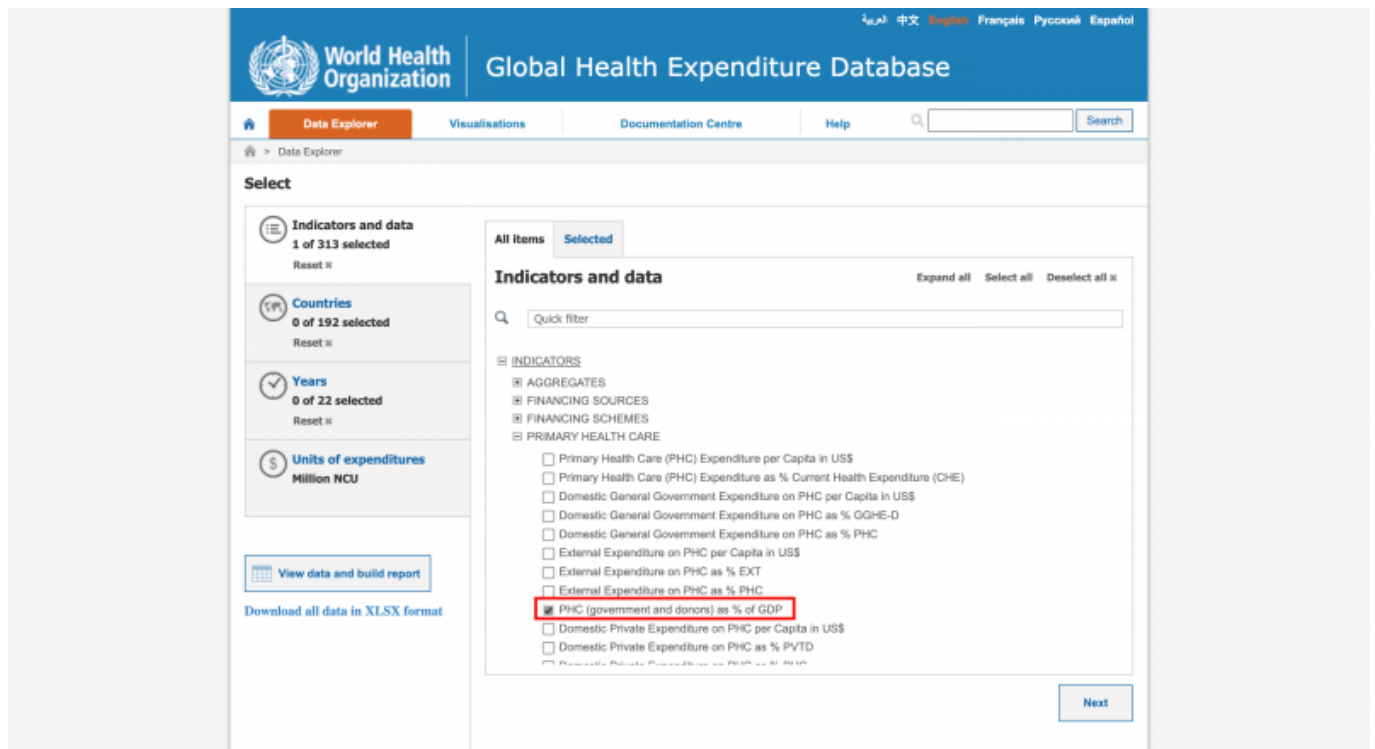 العربية 中文 English Français Русский Español
World Health
Organization
Global Health Expenditure Database
Data Explorer Visualisations Documentation Centre Help Search
> Data Explorer
Select
Indicators and data
1 of 313 selected
Reset
Countries
0 of 192 selected
Reset
Years
0 of 22 selected
Reset
Units of expenditures
Million NCU
View data and build report
Download all data in XLSX format
All items Selected
Indicators and data Expand all Select all Deselect all
Quick filter
INDICATORS
AGGREGATES
FINANCING SOURCES
FINANCING SCHEMES
PRIMARY HEALTH CARE
Primary Health Care (PHC) Expenditure per Capita in US$
Primary Health Care (PHC) Expenditure as % Current Health Expenditure (CHE)
Domestic General Government Expenditure on PHC per Capita in US$
Domestic General Government Expenditure on PHC as % GGHE-D
Domestic General Government Expenditure on PHC as % PHC
External Expenditure on PHC per Capita in US$
External Expenditure on PHC as % EXT
External Expenditure on PHC as % PHC
PHC (government and donors) as % of GDP
Domestic Private Expenditure on PHC per Capita in US$
Domestic Private Expenditure on PHC as % PVTD
Domestic Private Expenditure on PHC as % PHC
Next